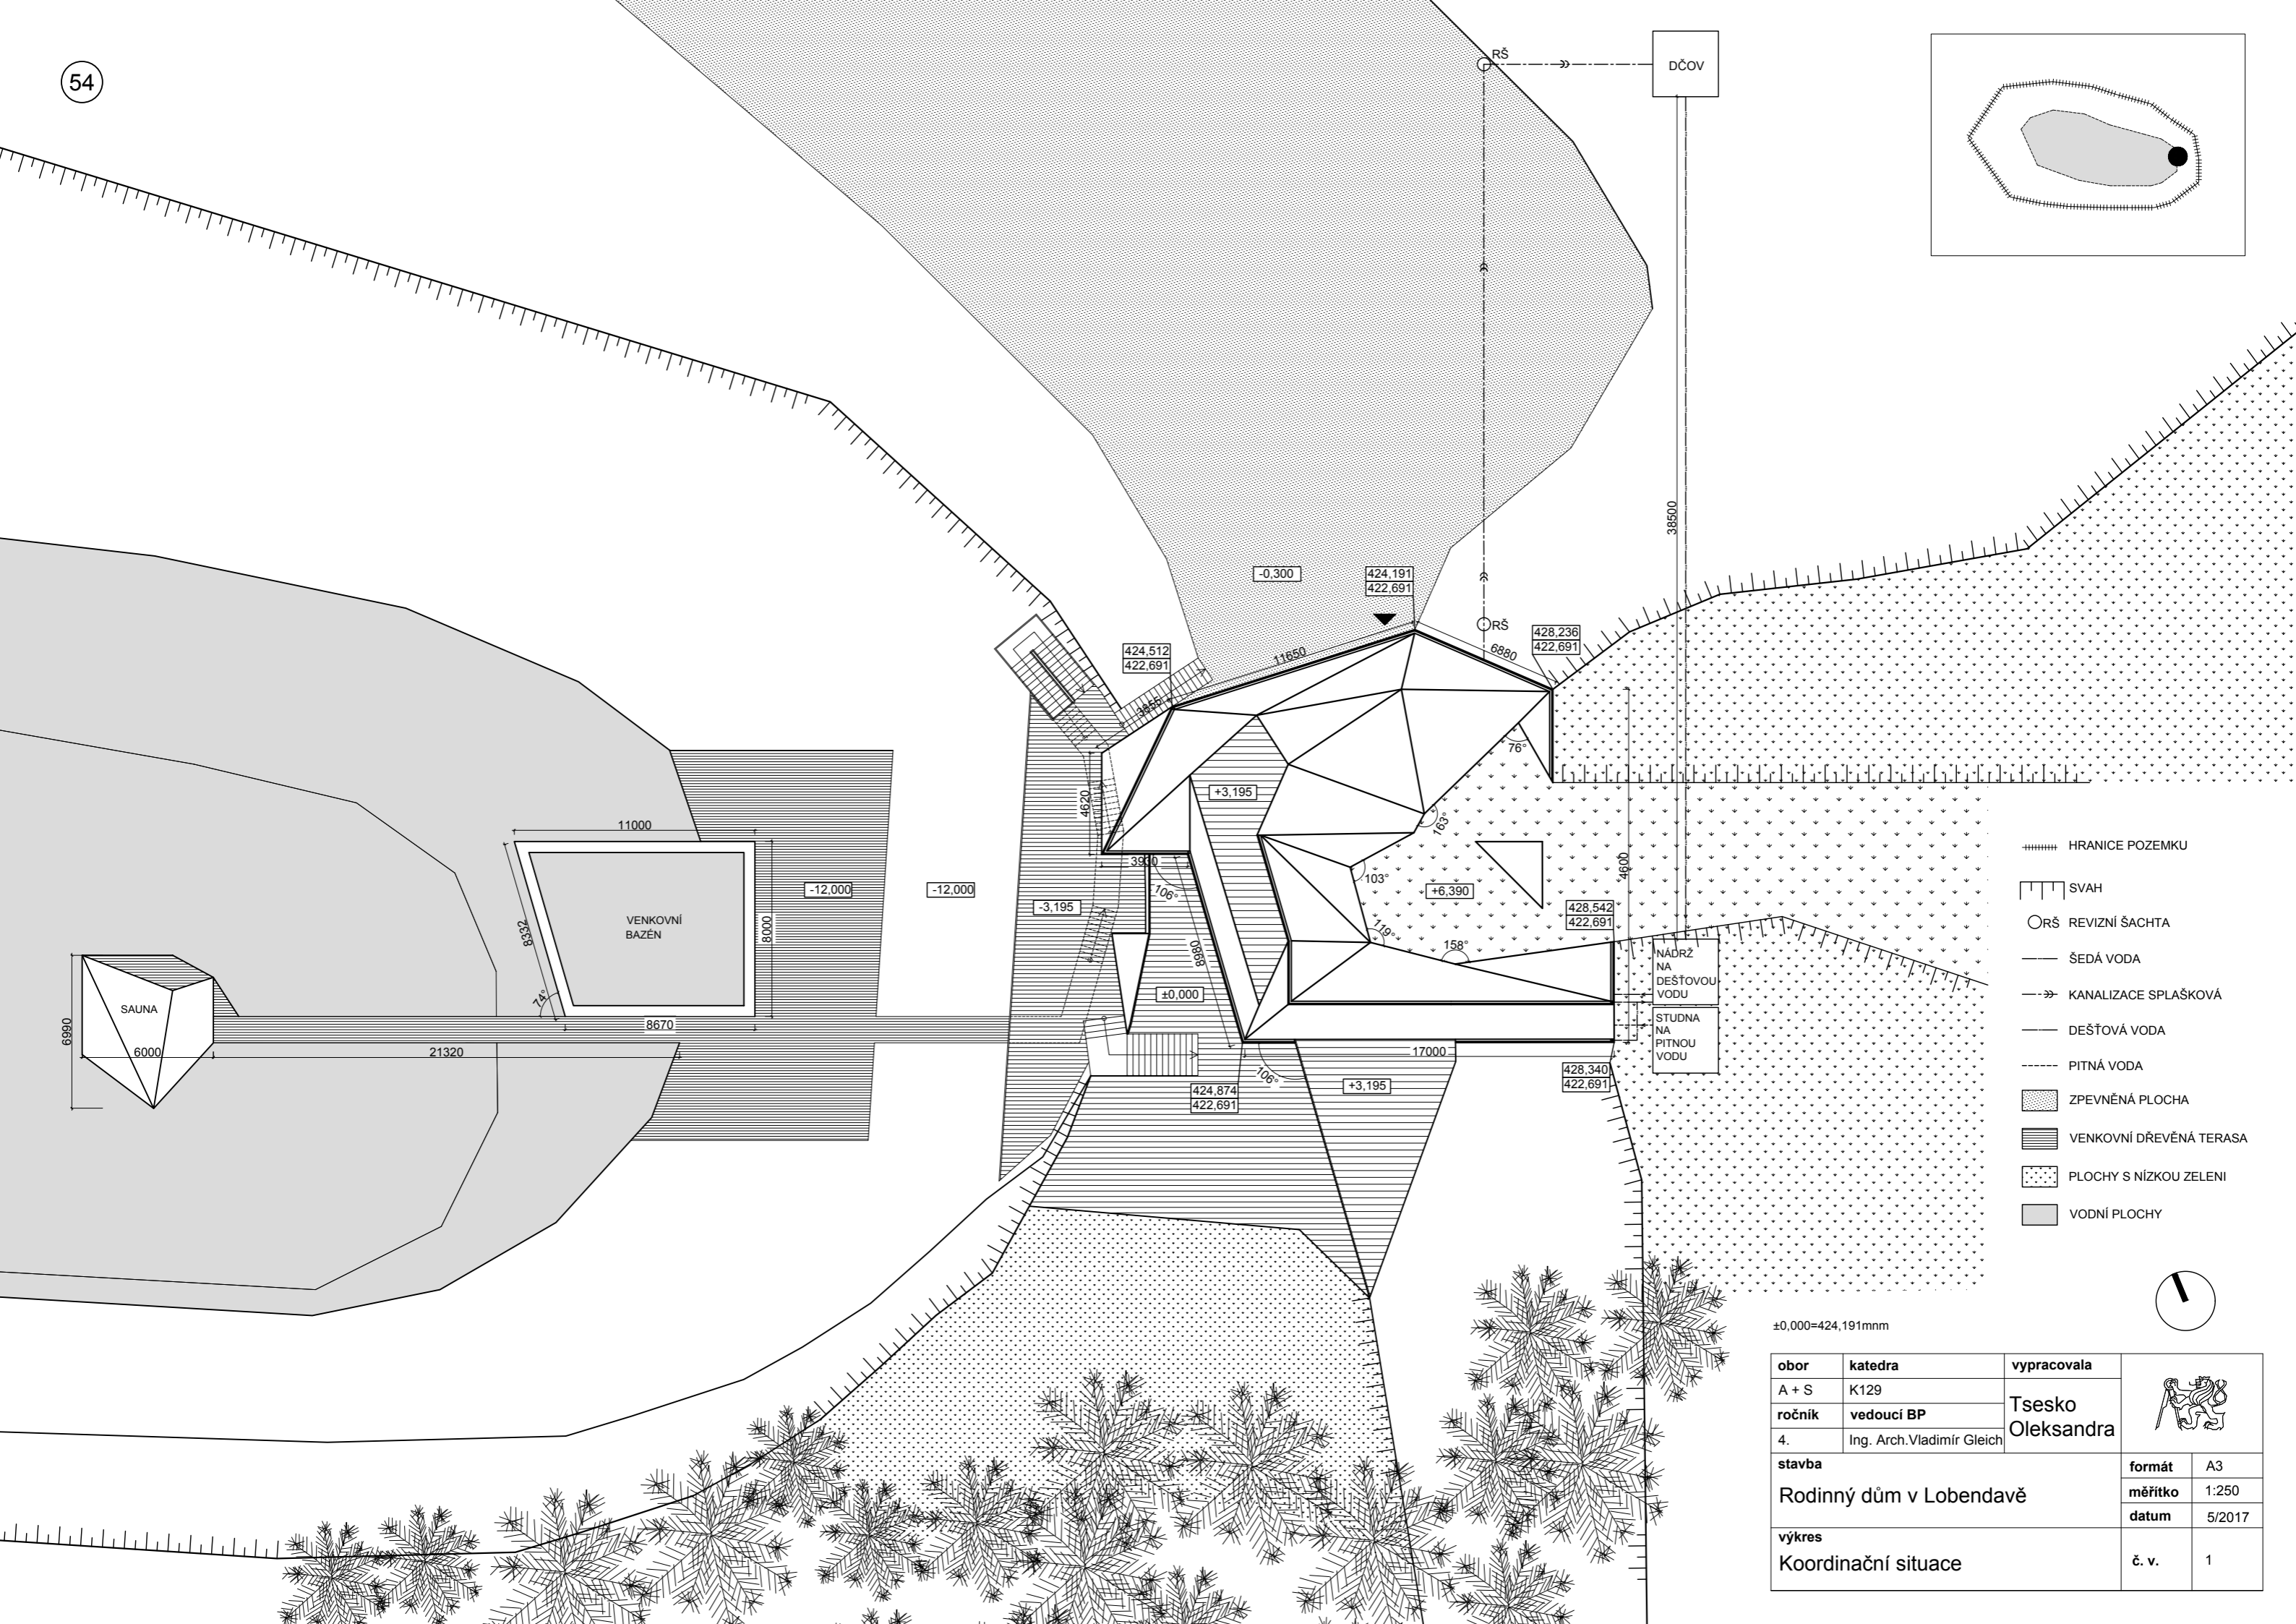 54
RŠ
DČOV
38500
-0,300
424,191
422,691
RŠ
428,236
422,691
424,512
422,691
11650
6880
3655
76°
4620
+3,195
163°
11000
3930
106°
103°
+6,390
4600
8332
VENKOVNÍ
BAZÉN
8000
-12,000
-12,000
-3,195
8980
119°
158°
428,542
422,691
NÁDRŽ
NA
DEŠŤOVOU
VODU
SAUNA
74°
±0,000
6990
6000
21320
8670
17000
STUDNA
NA
PITNOU
VODU
106°
424,874
422,691
+3,195
428,340
422,691
HRANICE POZEMKU
SVAH
RŠ REVIZNÍ ŠACHTA
ŠEDÁ VODA
KANALIZACE SPLAŠKOVÁ
DEŠŤOVÁ VODA
PITNÁ VODA
ZPEVNĚNÁ PLOCHA
VENKOVNÍ DŘEVĚNÁ TERASA
PLOCHY S NÍZKOU ZELENI
VODNÍ PLOCHY
±0,000=424,191mnm
obor katedra vypracovala
A + S K129
Tsesko
Oleksandra
ročník vedoucí BP
4. Ing. Arch.Vladimír Gleich
stavba
Rodinný dům v Lobendavě
formát A3
měřítko 1:250
datum 5/2017
výkres
Koordinační situace
č. v. 1